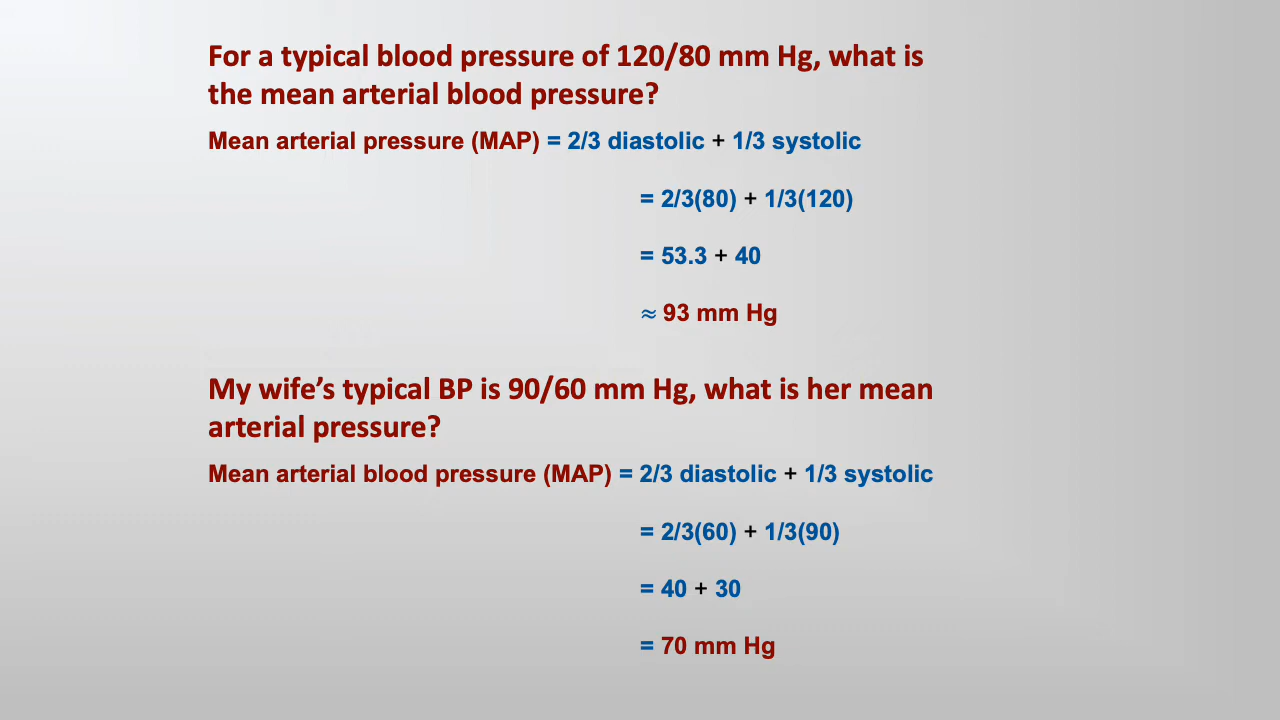 For a typical blood pressure of 120/80 mm Hg, what is
the mean arterial blood pressure?
Mean arterial pressure (MAP) = 2/3 diastolic + 1/3 systolic
= 2/3(80) + 1/3(120)
= 53.3 + 40
≈ 93 mm Hg
My wife’s typical BP is 90/60 mm Hg, what is her mean
arterial pressure?
Mean arterial blood pressure (MAP) = 2/3 diastolic + 1/3 systolic
= 2/3(60) + 1/3(90)
= 40 + 30
= 70 mm Hg